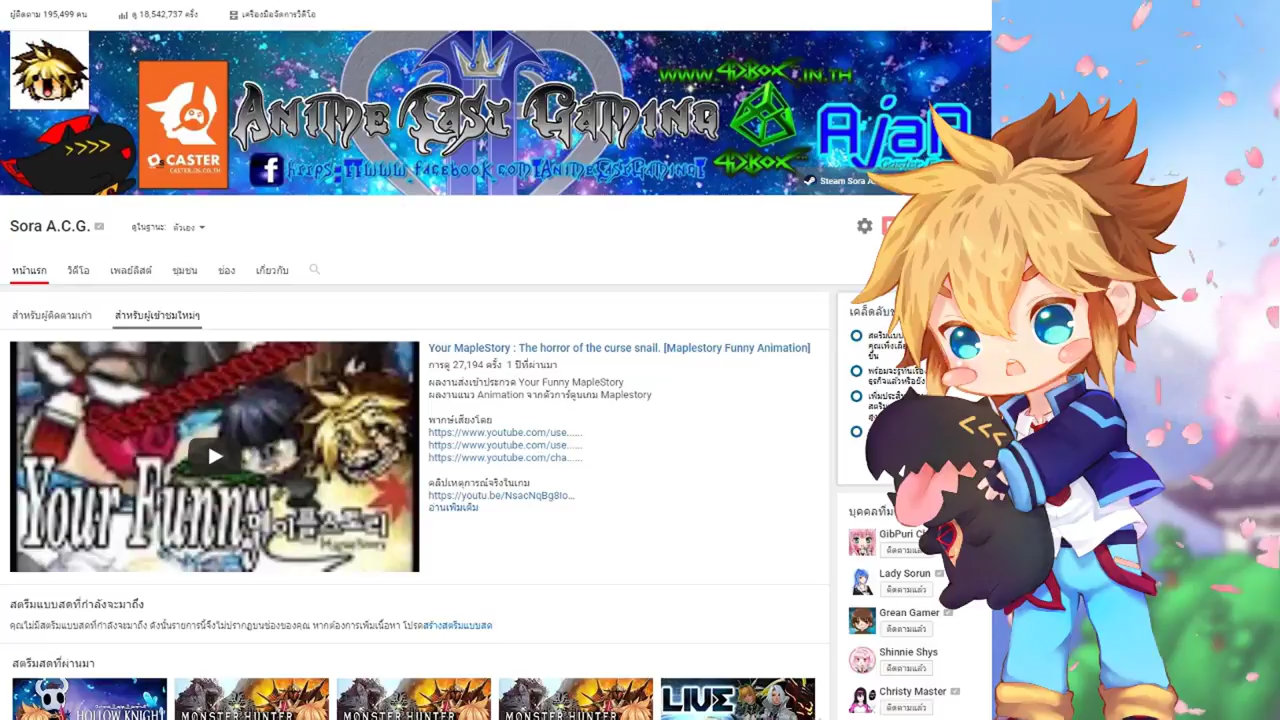 ผู้ติดตาม 195,499 คน
ดู 18,542,737 ครั้ง
เครื่องมือจัดการวิดีโอ
Anime Cast Gaming
www.4DBox.in.th
4DBox
CASTER
CASTER.OS.CO.TH
Ajar
Steam Sora A.
Sora A.C.G.
ดูในฐานะ: ตัวเอง
หน้าแรก
วิดีโอ
เพลย์ลิสต์
ชุมชน
ช่อง
เกี่ยวกับ
สำหรับผู้ติดตามเก่า
สำหรับผู้เข้าชมใหม่ๆ
Your Funny
Your MapleStory : The horror of the curse snail. [Maplestory Funny Animation]
การดู 27,194 ครั้ง 1 ปีที่ผ่านมา
ผลงานส่งเข้าประกวด Your Funny MapleStory
ผลงานแนว Animation จากตัวการ์ตูนเกม Maplestory
พากษ์เสียงโดย
https://www.youtube.com/use......
https://www.youtube.com/use......
https://www.youtube.com/cha......
คลิปเหตุการณ์จริงในเกม
https://youtu.be/NsacNqBg8Io...
อ่านเพิ่มเติม
สตรีมแบบสดที่กำลังจะมาถึง
คุณไม่มีสตรีมแบบสดที่กำลังจะมาถึง ดังนั้นรายการนี้จึงไม่ปรากฏบนช่องของคุณ หากต้องการเพิ่มเนื้อหา โปรดสร้างสตรีมแบบสด
สตรีมสดที่ผ่านมา
HOLLOW KNIGHT
MONSTER HUNTER
MONSTER HUNTER
MONSTER HUNTER
LIVE
GibPuri
ติดตามแล้ว
Lady Sorun
ติดตามแล้ว
Grean Gamer
ติดตามแล้ว
Shinnie Shys
ติดตามแล้ว
Christy Master
ติดตามแล้ว